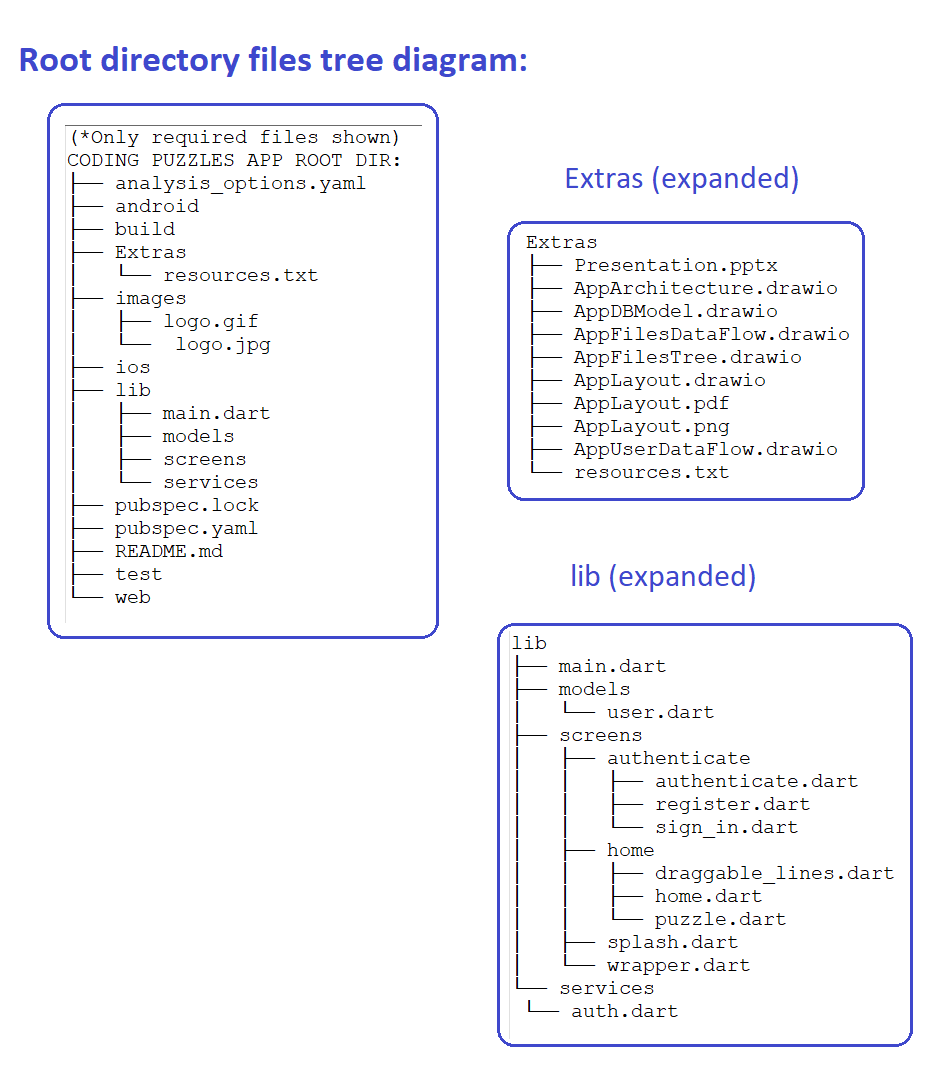 Root directory files tree diagram:
(*Only required files shown)
CODING PUZZLES APP ROOT DIR:
├── analysis_options.yaml
├── android
├── build
├── Extras
│   └── resources.txt
├── images
│   ├── logo.gif
│   └──  logo.jpg
├── ios
├── lib
│   ├── main.dart
│   ├── models
│   ├── screens
│   └── services
├── pubspec.lock
├── pubspec.yaml
├── README.md
├── test
└── web
Extras (expanded)
Extras
├── Presentation.pptx
├── AppArchitecture.drawio
├── AppDBModel.drawio
├── AppFilesDataFlow.drawio
├── AppFilesTree.drawio
├── AppLayout.drawio
├── AppLayout.pdf
├── AppLayout.png
├── AppUserDataFlow.drawio
└── resources.txt
lib (expanded)
lib
├── main.dart
├── models
│   └── user.dart
├── screens
│   ├── authenticate
│   │   ├── authenticate.dart
│   │   ├── register.dart
│   │   └── sign_in.dart
│   ├── home
│   │   ├── draggable_lines.dart
│   │   ├── home.dart
│   │   └── puzzle.dart
│   ├── splash.dart
│   └── wrapper.dart
└── services
 └── auth.dart